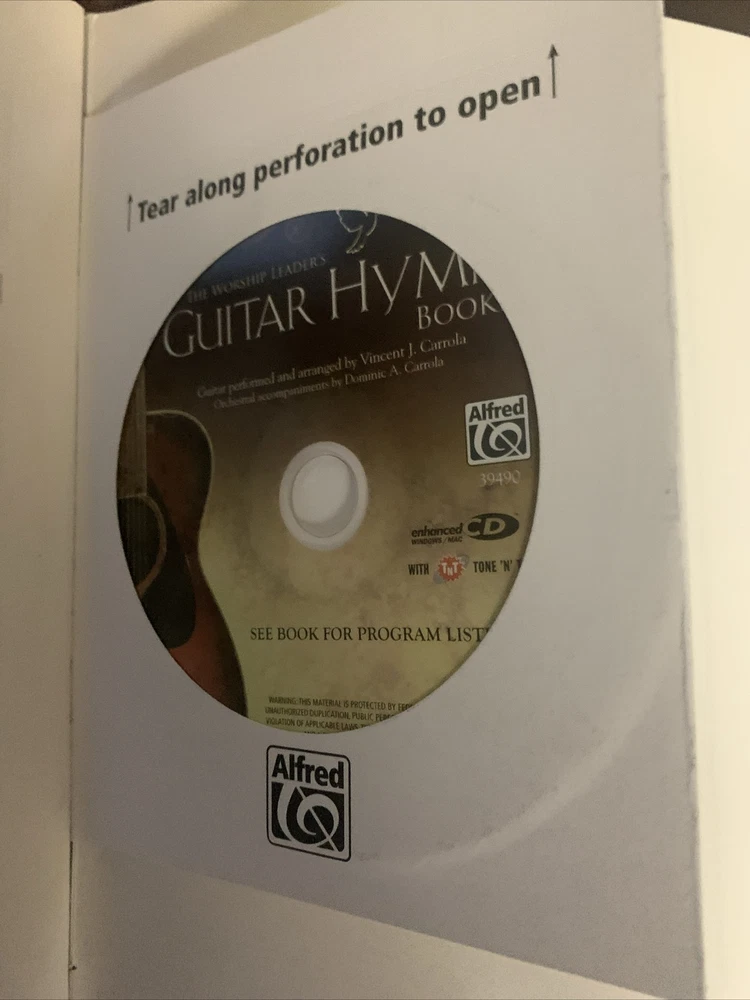 Tear along perforation to open
THE WORSHIP LEADER'S
GUITAR HYM
BOOK
Guitar performed and arranged by Vincent J. Carrola
Orchestral accompaniments by Dominic A. Carrola
Alfred
39490
enhanced CD
WINDOWS / MAC
WITH TNT TONE 'N'
SEE BOOK FOR PROGRAM LIST
WARNING: THIS MATERIAL IS PROTECTED BY
UNAUTHORIZED DUPLICATION, PUBLIC
VIOLATION OF APPLICABLE LAWS
Alfred